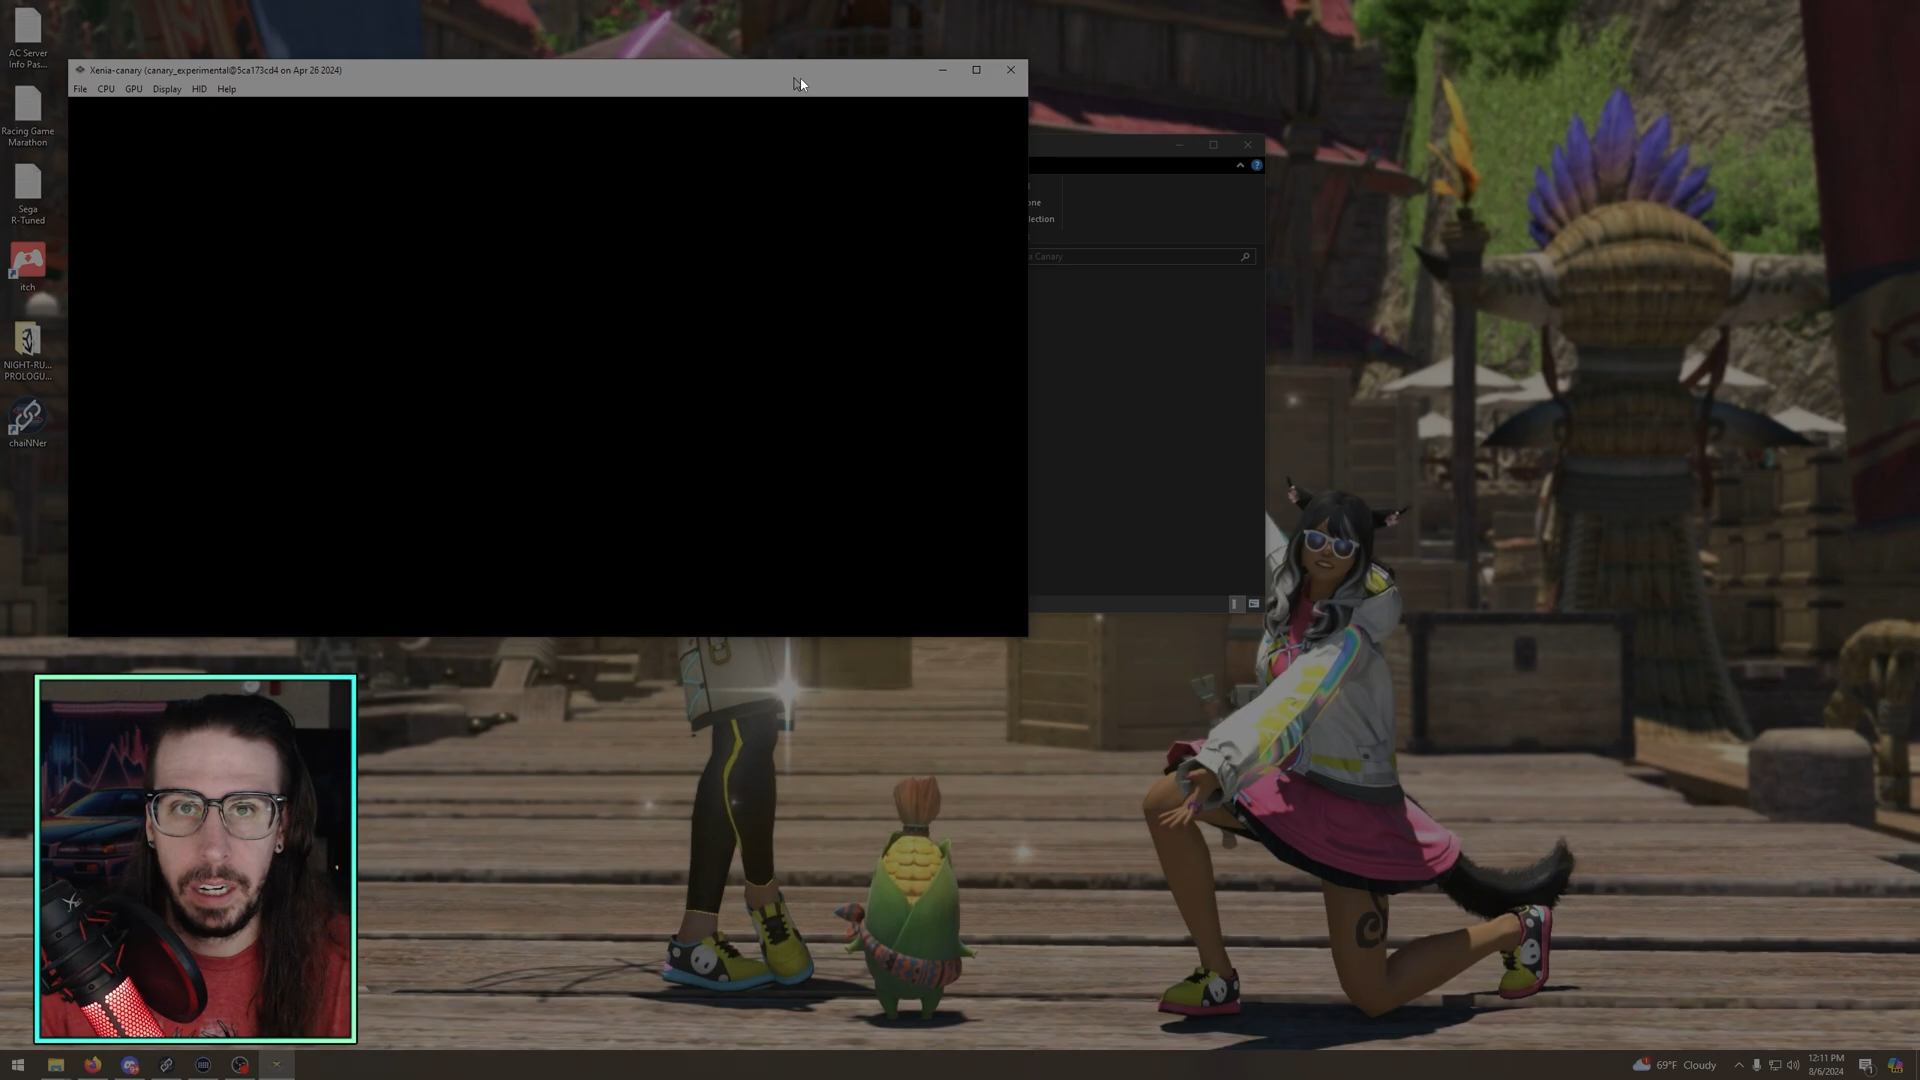 AC Server
Info Pas...
Racing Game
Marathon
Sega
R-Tuned
itch
NIGHT-RU...
PROLOGU...
chaiNNer
Xenia-canary (canary_experimental@5ca173cd4 on Apr 26 2024)
File CPU GPU Display HID Help
one
lection
a Canary
69°F Cloudy
12:11 PM
8/6/2024